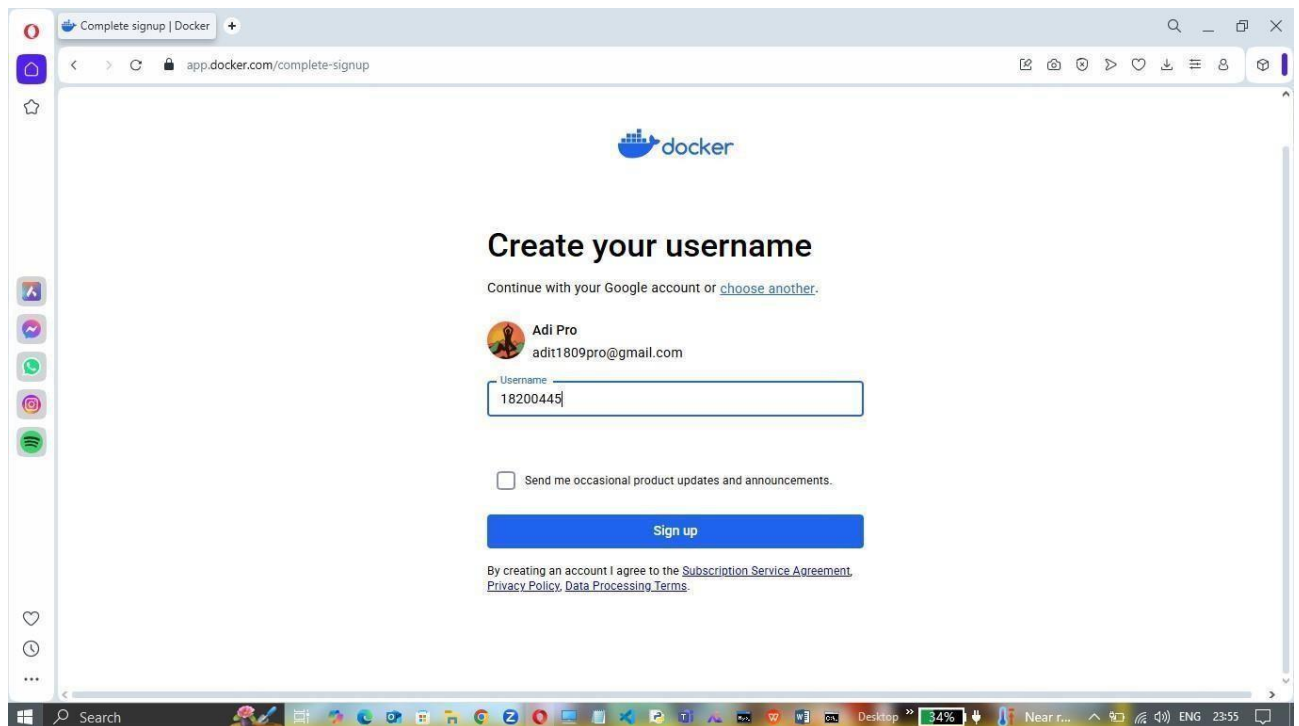 Complete signup | Docker
app.docker.com/complete-signup
docker
Create your username
Continue with your Google account or choose another.
Adi Pro
adit1809pro@gmail.com
Username
18200445
Send me occasional product updates and announcements.
Sign up
By creating an account I agree to the Subscription Service Agreement,
Privacy Policy, Data Processing Terms.
Search
Desktop
34%
Near r...
ENG
23:55